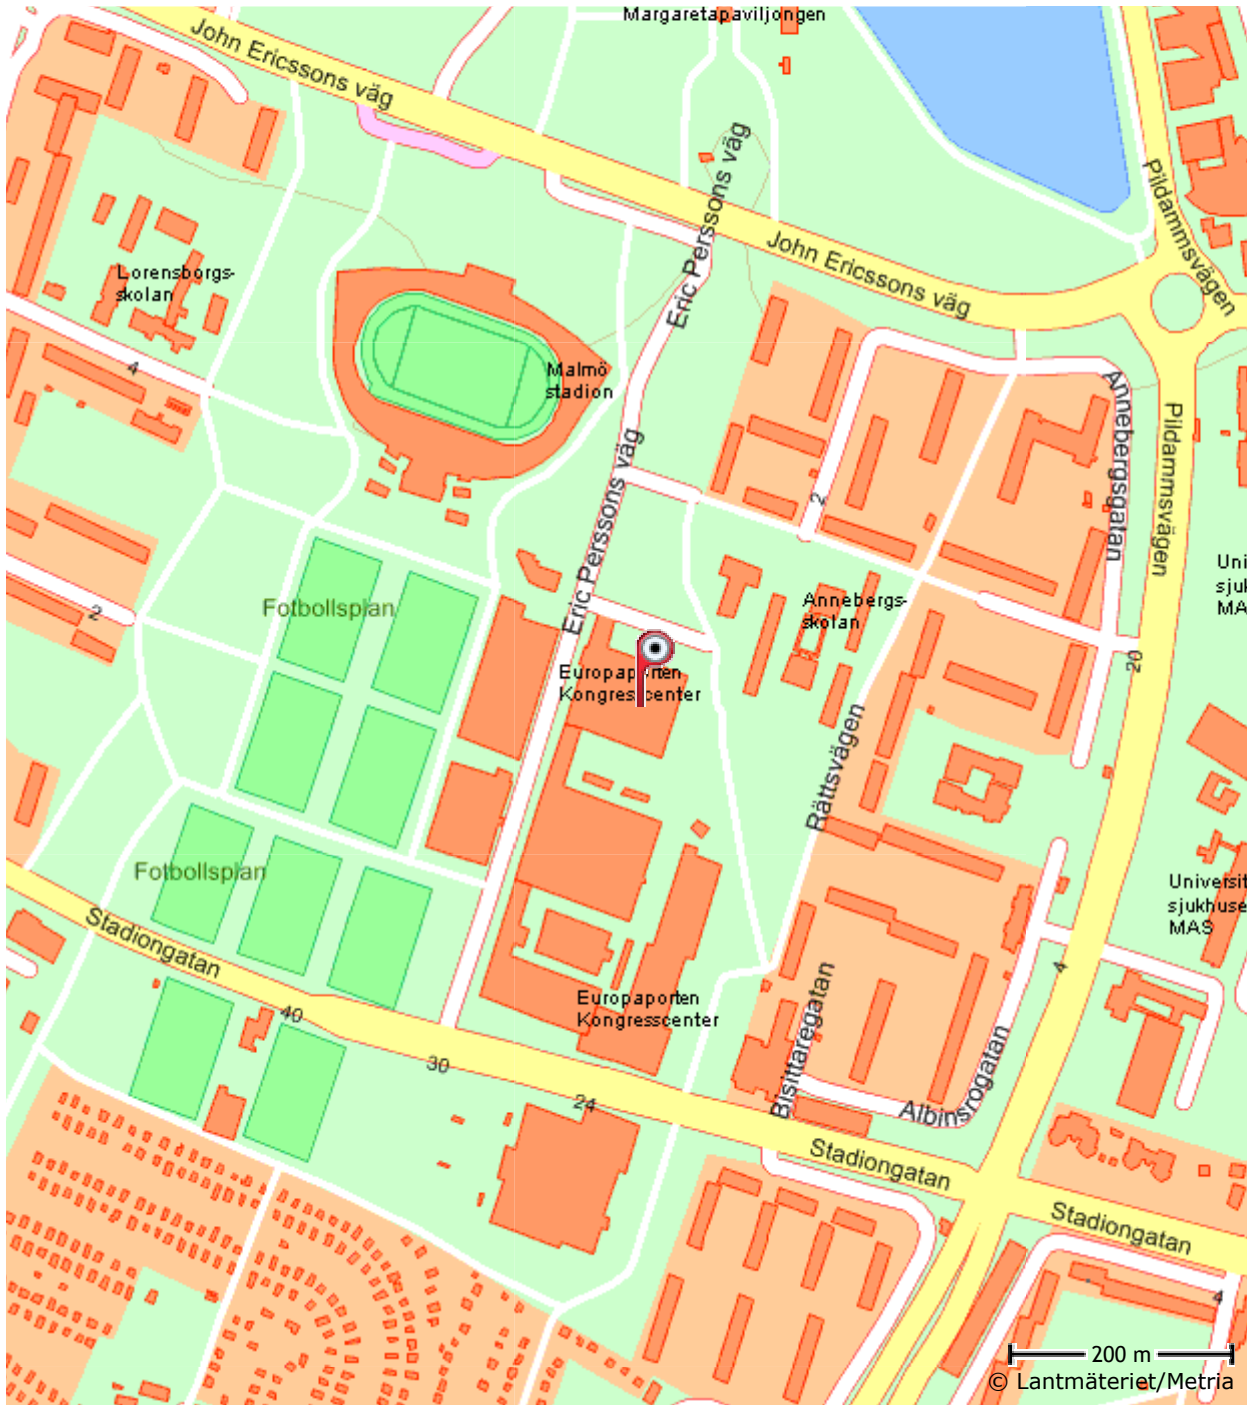 Margaretapaviljongen
John Ericssons väg
Eric Perssons väg
Pildammsvägen
John Ericssons väg
Lorensborgs-
skolan
4
Malmö
stadion
Annebergsgatan
Pildammsvägen
Eric Perssons väg
2
Fotbollsplan
2
Annebergs-
skolan
Uni
sjuk
MA
20
Europaporten
Kongresscenter
Rättsvägen
Fotbollsplan
Universit
sjukhuse
MAS
Stadiongatan
4
40
Europaporten
Kongresscenter
Bisittaregatan
Albinsrogatan
30
24
Stadiongatan
Stadiongatan
4
200 m
© Lantmäteriet/Metria